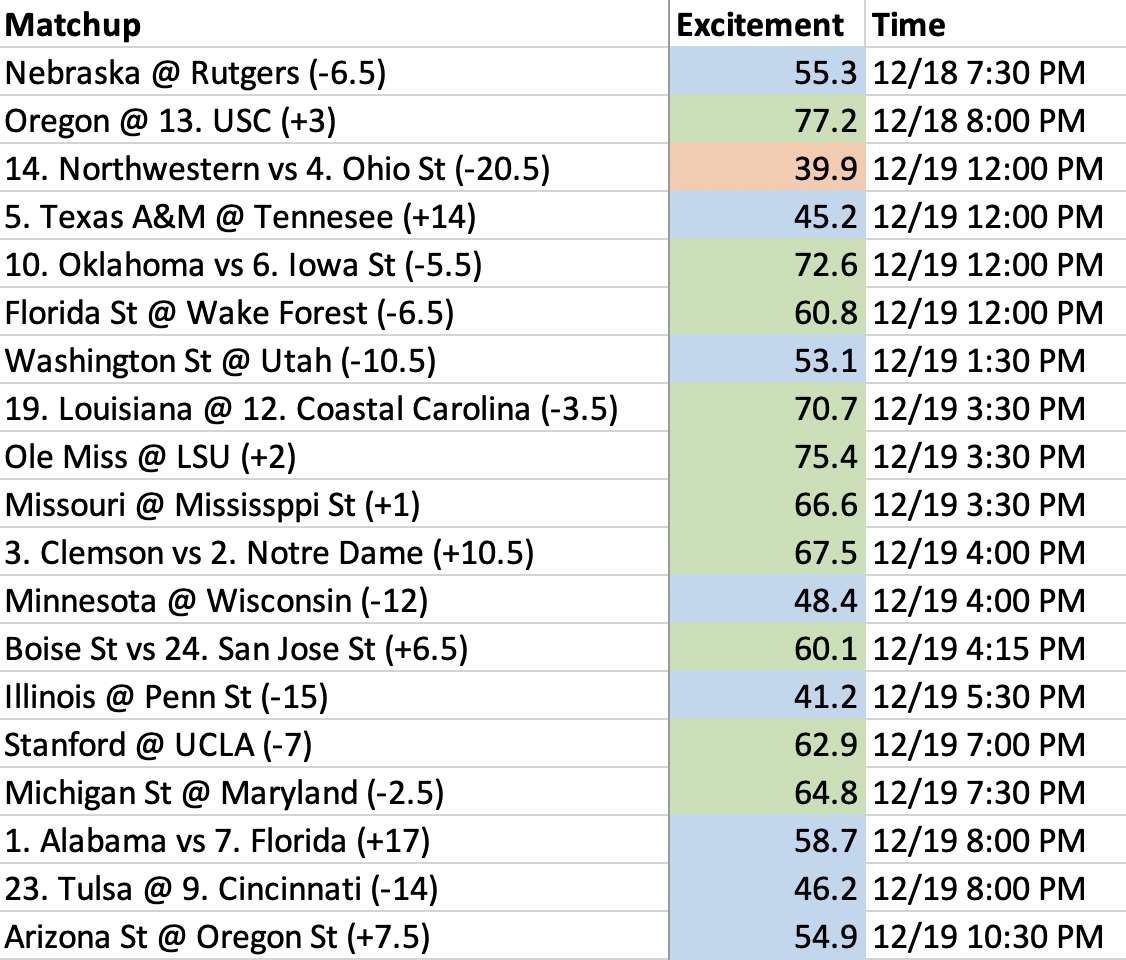 Matchup Excitement Time
Nebraska @ Rutgers (-6.5) 55.3 12/18 7:30 PM
Oregon @ 13. USC (+3) 77.2 12/18 8:00 PM
14. Northwestern vs 4. Ohio St (-20.5) 39.9 12/19 12:00 PM
5. Texas A&M @ Tennesee (+14) 45.2 12/19 12:00 PM
10. Oklahoma vs 6. Iowa St (-5.5) 72.6 12/19 12:00 PM
Florida St @ Wake Forest (-6.5) 60.8 12/19 12:00 PM
Washington St @ Utah (-10.5) 53.1 12/19 1:30 PM
19. Louisiana @ 12. Coastal Carolina (-3.5) 70.7 12/19 3:30 PM
Ole Miss @ LSU (+2) 75.4 12/19 3:30 PM
Missouri @ Mississppi St (+1) 66.6 12/19 3:30 PM
3. Clemson vs 2. Notre Dame (+10.5) 67.5 12/19 4:00 PM
Minnesota @ Wisconsin (-12) 48.4 12/19 4:00 PM
Boise St vs 24. San Jose St (+6.5) 60.1 12/19 4:15 PM
Illinois @ Penn St (-15) 41.2 12/19 5:30 PM
Stanford @ UCLA (-7) 62.9 12/19 7:00 PM
Michigan St @ Maryland (-2.5) 64.8 12/19 7:30 PM
1. Alabama vs 7. Florida (+17) 58.7 12/19 8:00 PM
23. Tulsa @ 9. Cincinnati (-14) 46.2 12/19 8:00 PM
Arizona St @ Oregon St (+7.5) 54.9 12/19 10:30 PM